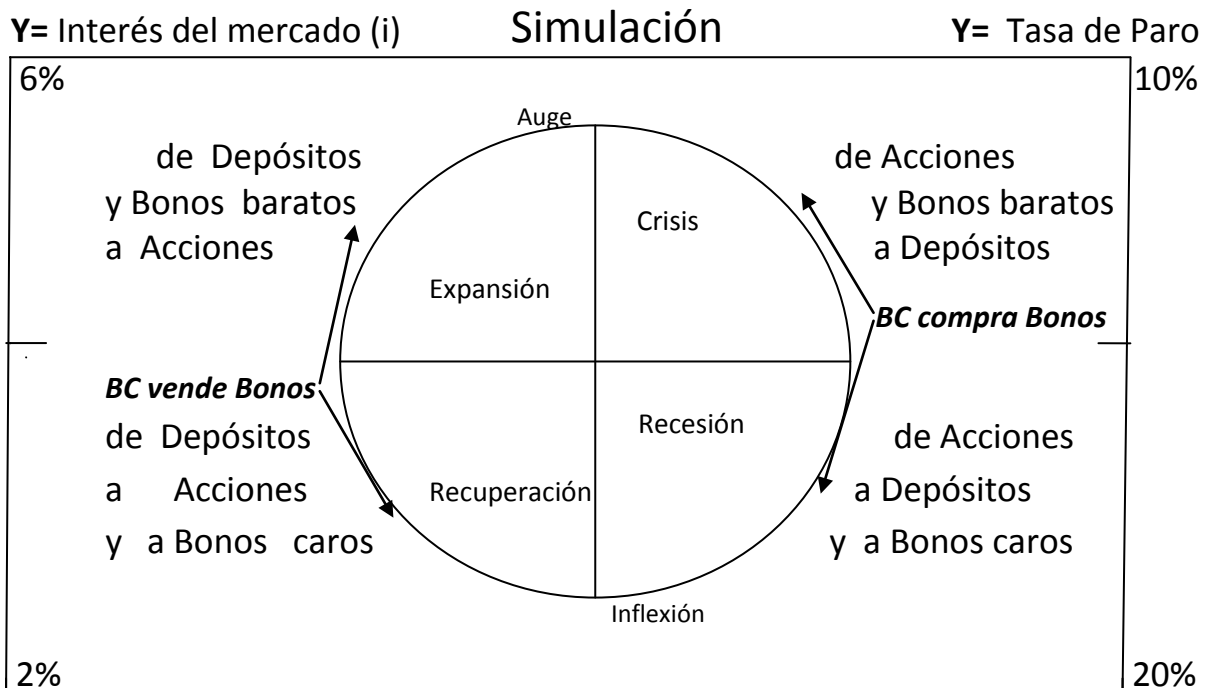 Y= Interés del mercado (i) Simulación Y= Tasa de Paro
6% 10%
Auge
de Depósitos
y Bonos baratos
a Acciones
de Acciones
y Bonos baratos
a Depósitos
Crisis
Expansión
BC compra Bonos
BC vende Bonos
de Depósitos
a Acciones
y a Bonos caros
Recesión
Recuperación
de Acciones
a Depósitos
y a Bonos caros
Inflexión
2% 20%